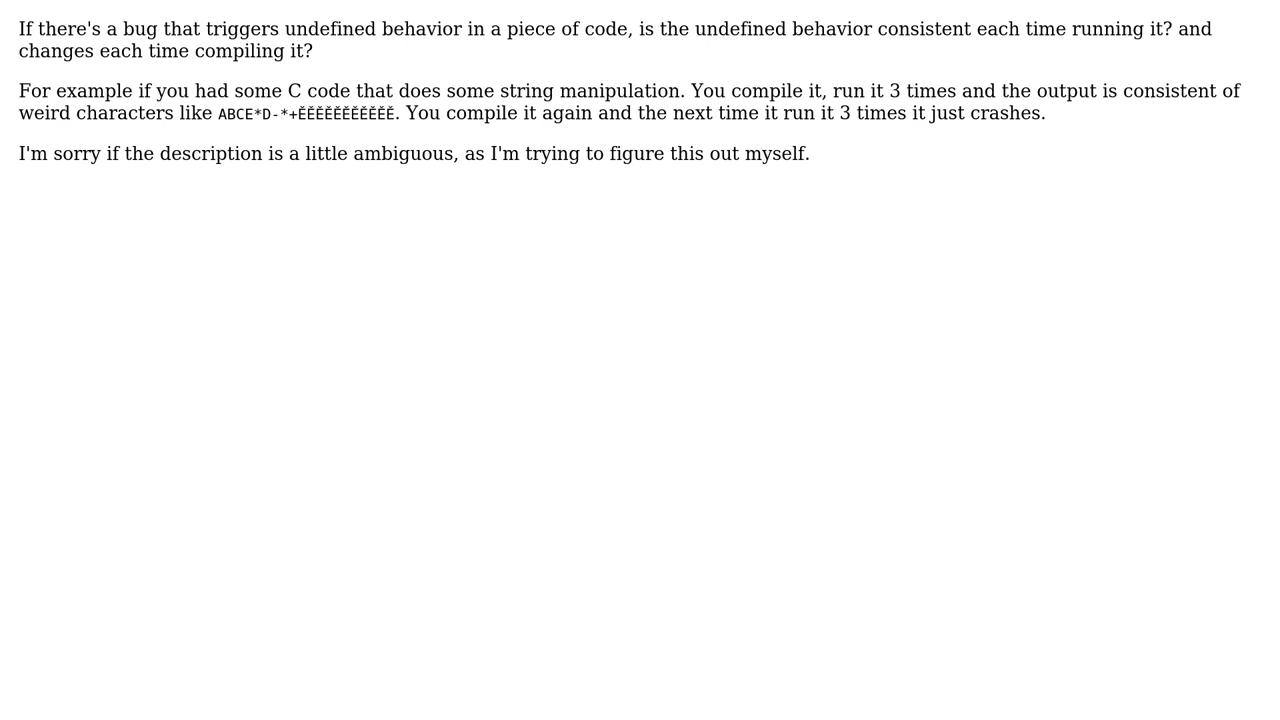 If there's a bug that triggers undefined behavior in a piece of code, is the undefined behavior consistent each time running it? and
changes each time compiling it?
For example if you had some C code that does some string manipulation. You compile it, run it 3 times and the output is consistent of
weird characters like ABCE*D-*+ĚĚĚĚĚĚĚĚĚĚĚ. You compile it again and the next time it run it 3 times it just crashes.
I'm sorry if the description is a little ambiguous, as I'm trying to figure this out myself.